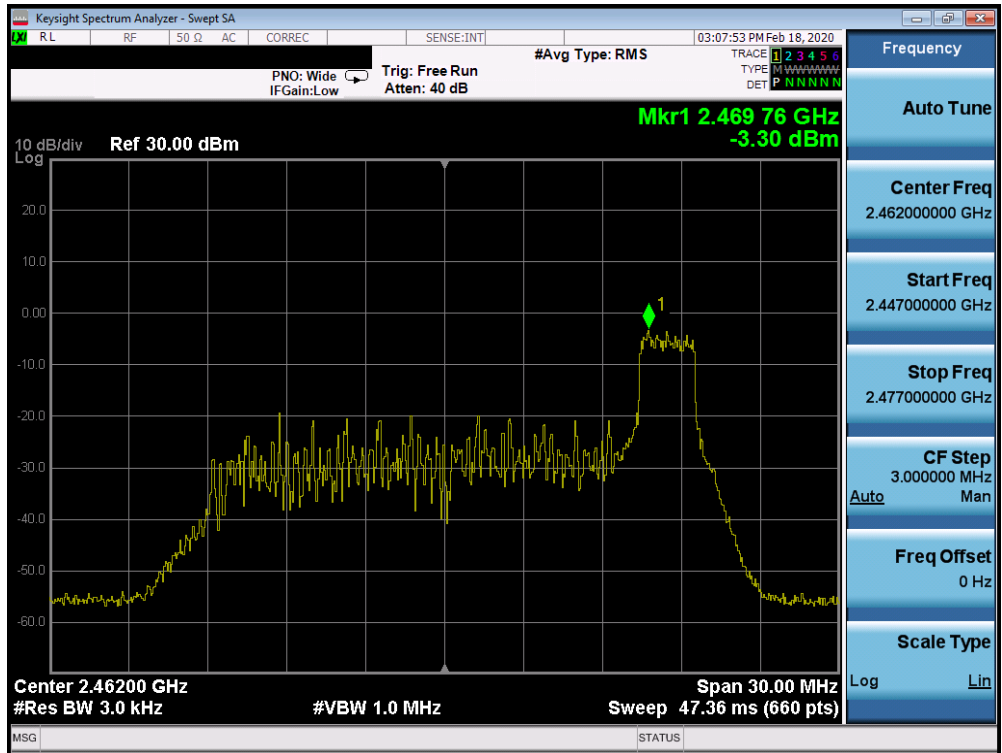 Keysight Spectrum Analyzer - Swept SA
LXI RL RF 50 Ω AC CORREC SENSE:INT 03:07:53 PM Feb 18, 2020
#Avg Type: RMS TRACE 1 2 3 4 5 6
PNO: Wide Trig: Free Run TYPE M WWWWW
IFGain:Low Atten: 40 dB DET P N N N N N
Mkr1 2.469 76 GHz
-3.30 dBm
10 dB/div Ref 30.00 dBm
Log
20.0
10.0
0.00
1
-10.0
-20.0
-30.0
-40.0
-50.0
-60.0
Center 2.46200 GHz Span 30.00 MHz
#Res BW 3.0 kHz #VBW 1.0 MHz Sweep 47.36 ms (660 pts)
MSG STATUS
Frequency
Auto Tune
Center Freq
2.462000000 GHz
Start Freq
2.447000000 GHz
Stop Freq
2.477000000 GHz
CF Step
3.000000 MHz
Auto Man
Freq Offset
0 Hz
Scale Type
Log Lin